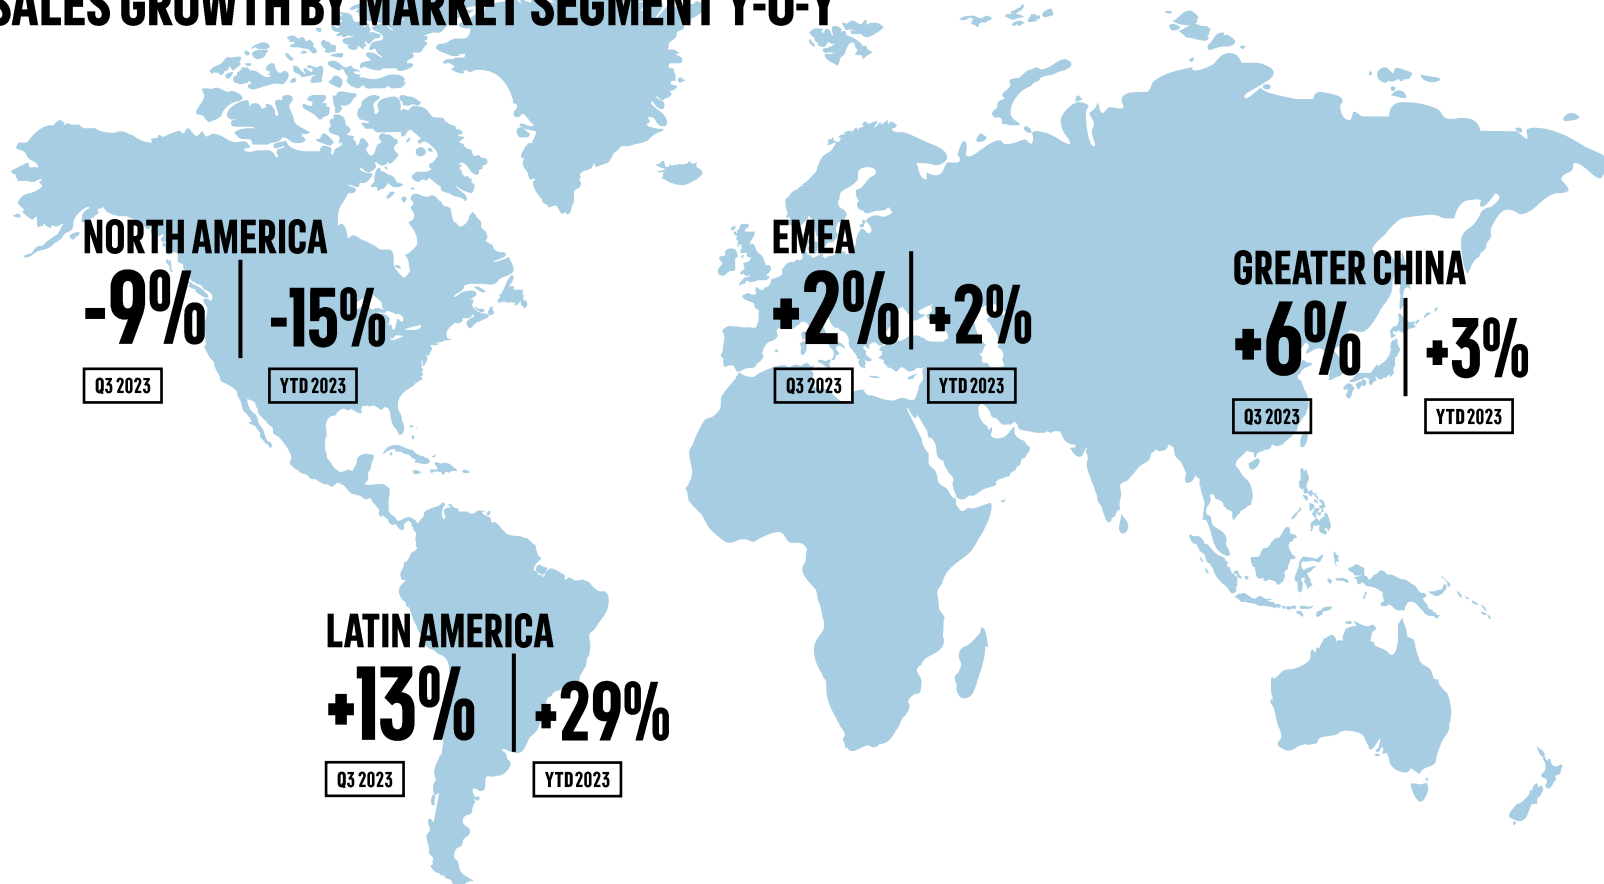 SALES GROWTH BY MARKET SEGMENT Y-O-Y
NORTH AMERICA
-9% -15%
Q3 2023 YTD 2023
EMEA
+2% +2%
Q3 2023 YTD 2023
GREATER CHINA
+6% +3%
Q3 2023 YTD 2023
LATIN AMERICA
+13% +29%
Q3 2023 YTD 2023